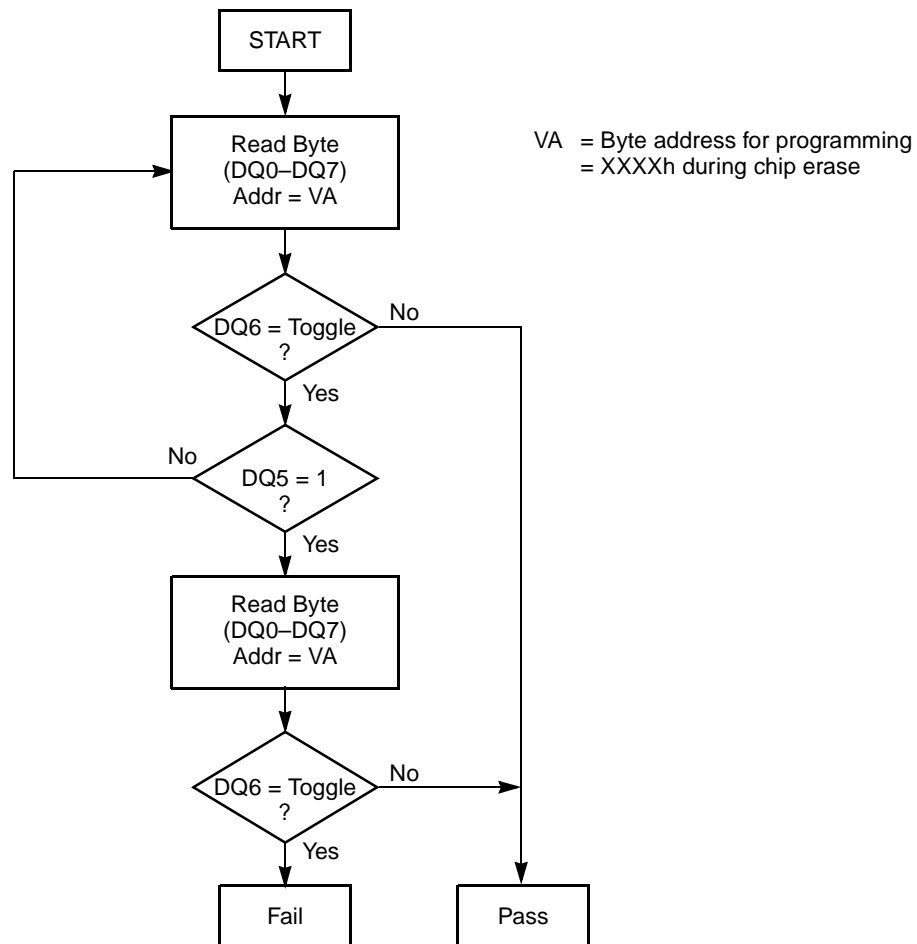 START
Read Byte
(DQ0–DQ7)
Addr = VA
VA = Byte address for programming
= XXXXh during chip erase
DQ6 = Toggle
?
No
Yes
No
DQ5 = 1
?
Yes
Read Byte
(DQ0–DQ7)
Addr = VA
DQ6 = Toggle
?
No
Yes
Fail
Pass